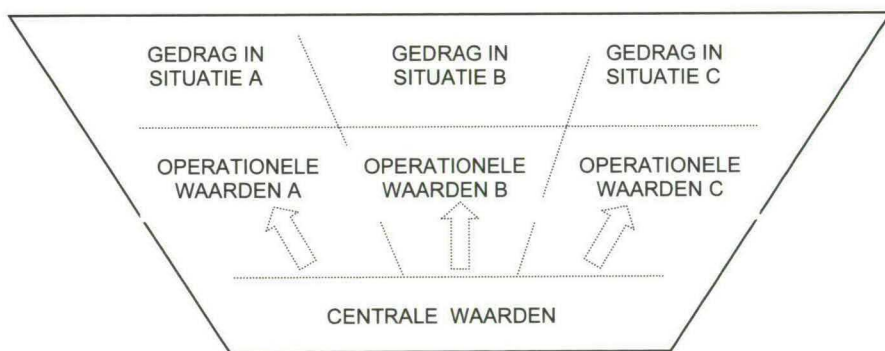 GEDRAG IN
SITUATIE A
GEDRAG IN
SITUATIE B
GEDRAG IN
SITUATIE C
OPERATIONELE
WAARDEN A
OPERATIONELE
WAARDEN B
OPERATIONELE
WAARDEN C
CENTRALE WAARDEN